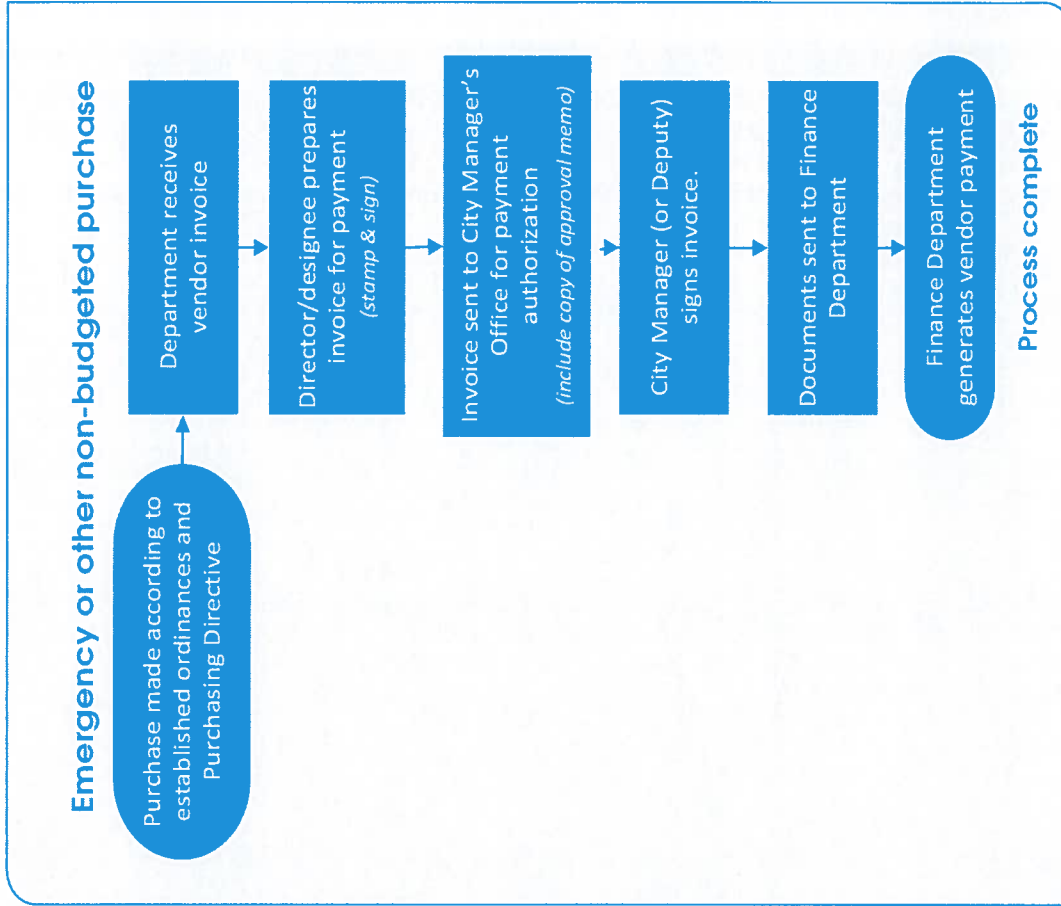 Emergency or other non-budgeted purchase
Purchase made according to
established ordinances and
Purchasing Directive
Department receives
vendor invoice
Director/designee prepares
invoice for payment
(stamp & sign)
Invoice sent to City Manager's
Office for payment
authorization
(include copy of approval memo)
City Manager (or Deputy)
signs invoice.
Documents sent to Finance
Department
Finance Department
generates vendor payment
Process complete